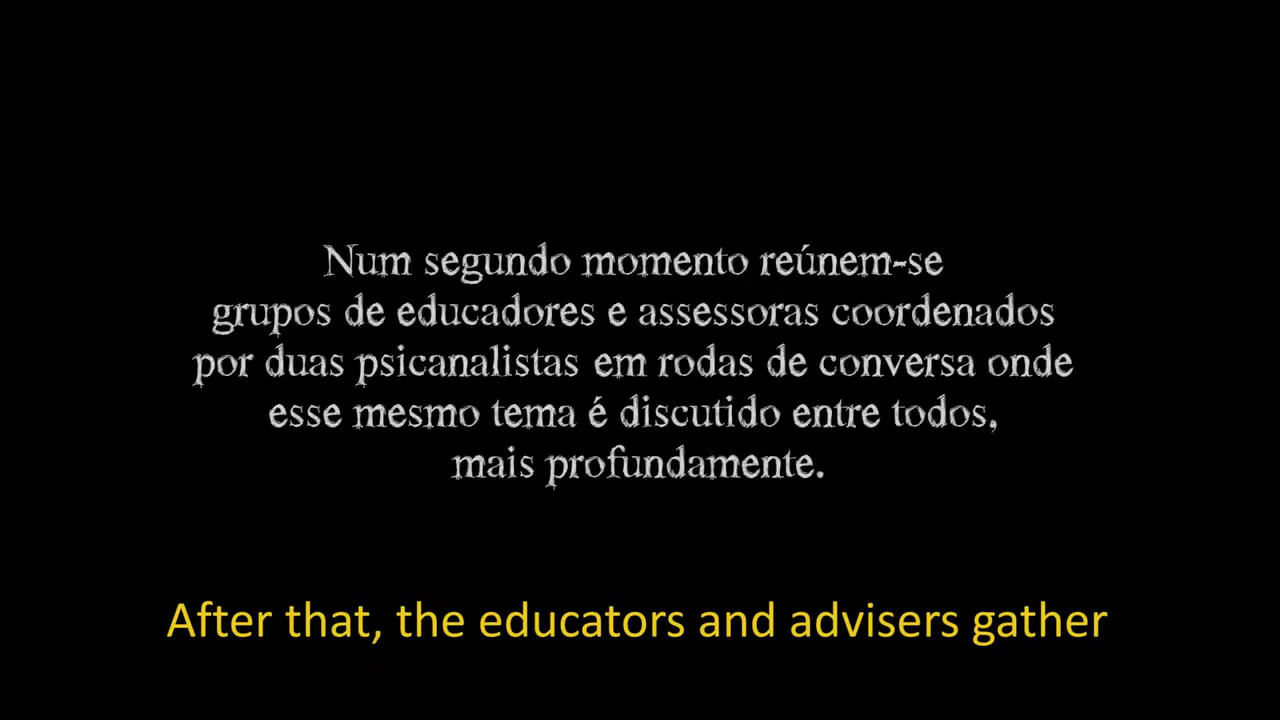 Num segundo momento reúnem-se
grupos de educadores e assessoras coordenados
por duas psicanalistas em rodas de conversa onde
esse mesmo tema é discutido entre todos,
mais profundamente.
After that, the educators and advisers gather